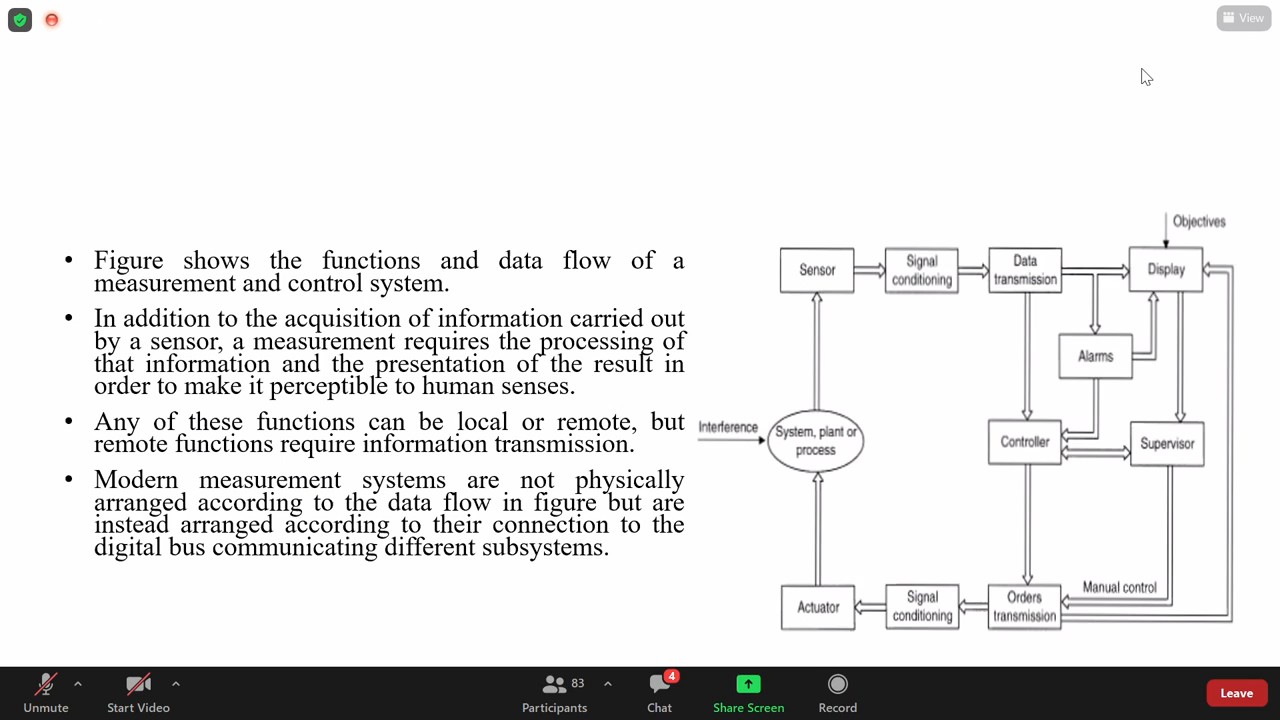 View
• Figure shows the functions and data flow of a
measurement and control system.
• In addition to the acquisition of information carried out
by a sensor, a measurement requires the processing of
that information and the presentation of the result in
order to make it perceptible to human senses.
• Any of these functions can be local or remote, but
remote functions require information transmission.
• Modern measurement systems are not physically
arranged according to the data flow in figure but are
instead arranged according to their connection to the
digital bus communicating different subsystems.
Objectives
Sensor
Signal
conditioning
Data
transmission
Display
Alarms
Interference
System, plant or
process
Controller
Supervisor
Manual control
Actuator
Signal
conditioning
Orders
transmission
Unmute
Start Video
83
Participants
4
Chat
Share Screen
Record
Leave